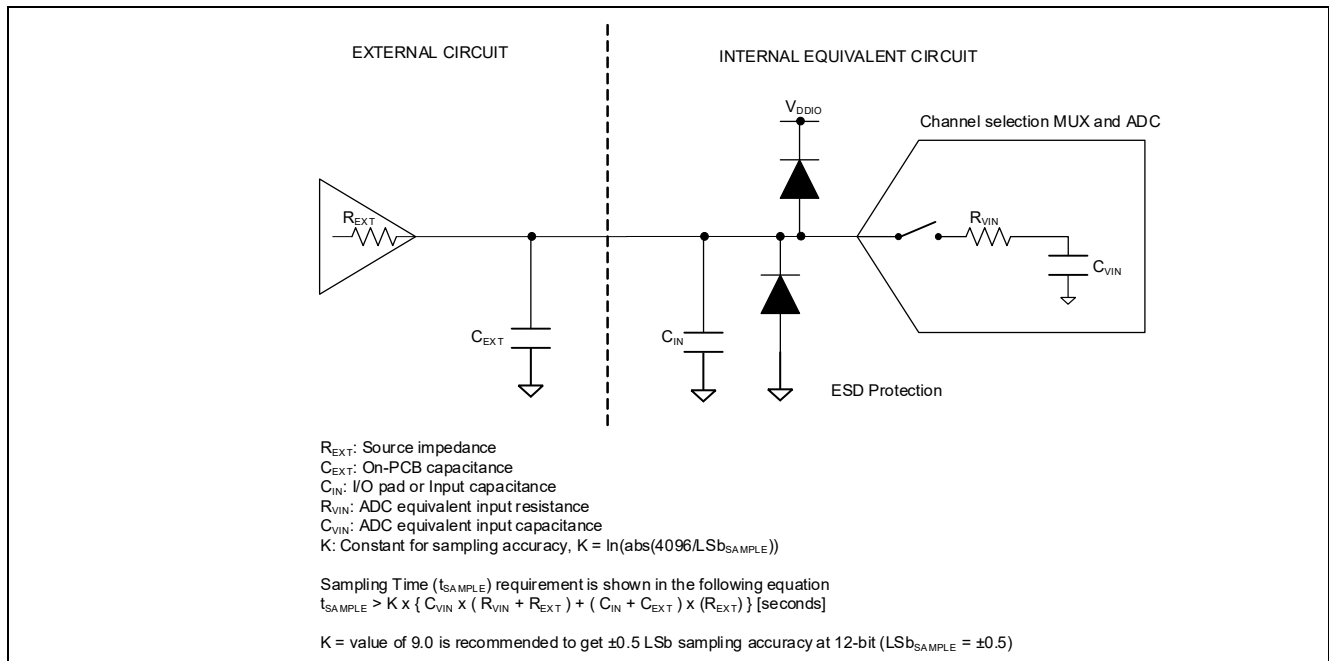 EXTERNAL CIRCUIT
INTERNAL EQUIVALENT CIRCUIT
VDDIO
Channel selection MUX and ADC
REXT
RVIN
CVIN
CEXT
CIN
ESD Protection
REXT: Source impedance
CEXT: On-PCB capacitance
CIN: I/O pad or Input capacitance
RVIN: ADC equivalent input resistance
CVIN: ADC equivalent input capacitance
K: Constant for sampling accuracy, K = ln(abs(4096/LSbSAMPLE))
Sampling Time (tSAMPLE) requirement is shown in the following equation
tSAMPLE > K x { CVIN x ( RVIN + REXT ) + ( CIN + CEXT ) x (REXT) } [seconds]
K = value of 9.0 is recommended to get ±0.5 LSb sampling accuracy at 12-bit (LSbSAMPLE = ±0.5)